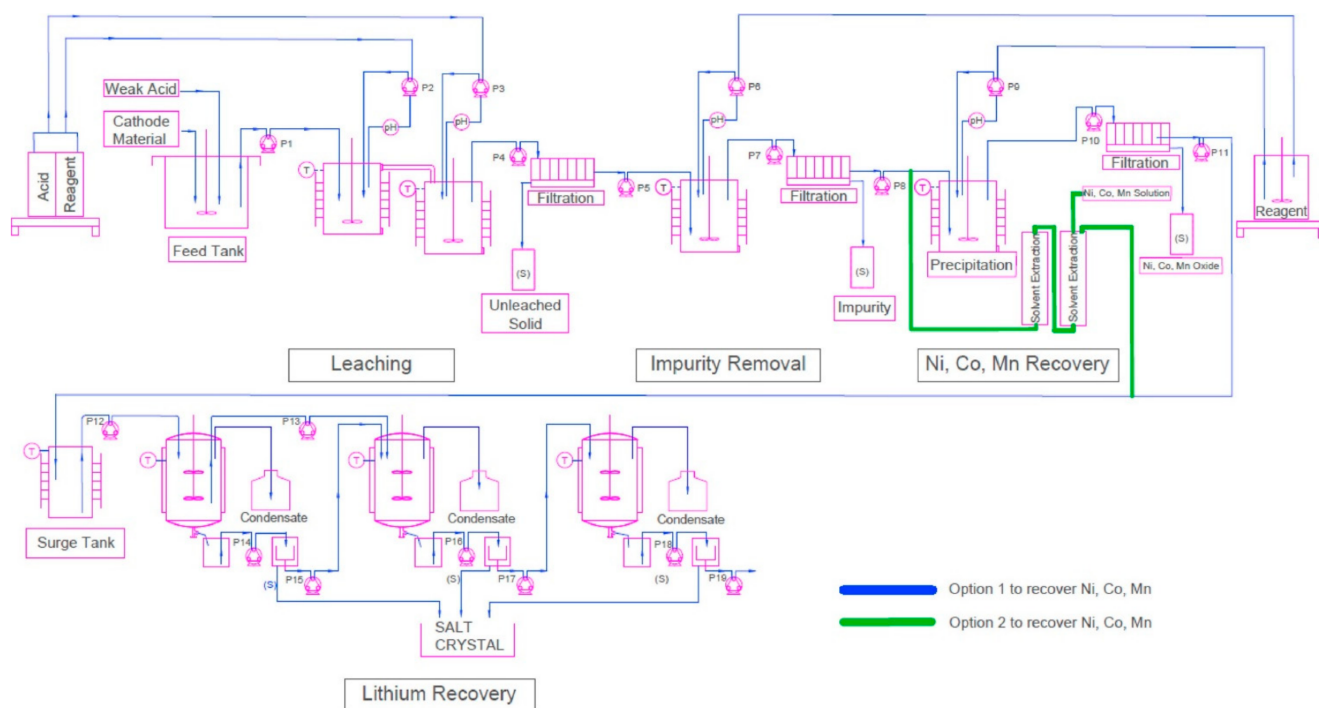 P2
P3
P6
P9
Weak Acid
Cathode
Material
P1
pH
pH
P4
P7
pH
pH
P10
P11
Acid
Reagent
T
T
Filtration
P5
T
Filtration
P8
T
Filtration
Ni, Co, Mn Solution
Reagent
Feed Tank
(S)
(S)
Precipitation
Solvent Extraction
Solvent Extraction
(S)
Ni, Co, Mn Oxide
Unleached
Solid
Impurity
Leaching
Impurity Removal
Ni, Co, Mn Recovery
P12
P13
T
T
T
T
Condensate
Condensate
Condensate
Surge Tank
P14
P16
P18
(S)
P15
(S)
P17
(S)
P19
Option 1 to recover Ni, Co, Mn
Option 2 to recover Ni, Co, Mn
SALT
CRYSTAL
Lithium Recovery